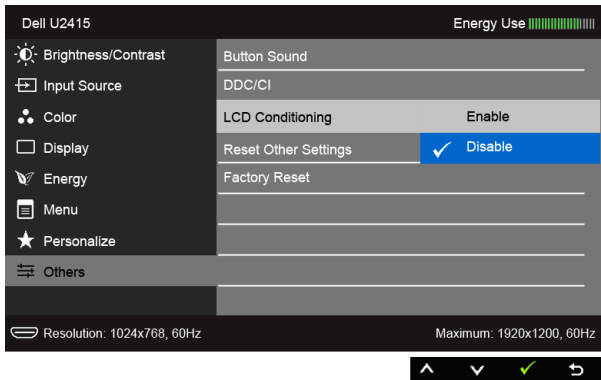 Dell U2415 Energy Use
Brightness/Contrast Button Sound
Input Source DDC/CI
Color LCD Conditioning Enable
Display Reset Other Settings Disable
Energy Factory Reset
Menu
Personalize
Others
Resolution: 1024x768, 60Hz Maximum: 1920x1200, 60Hz